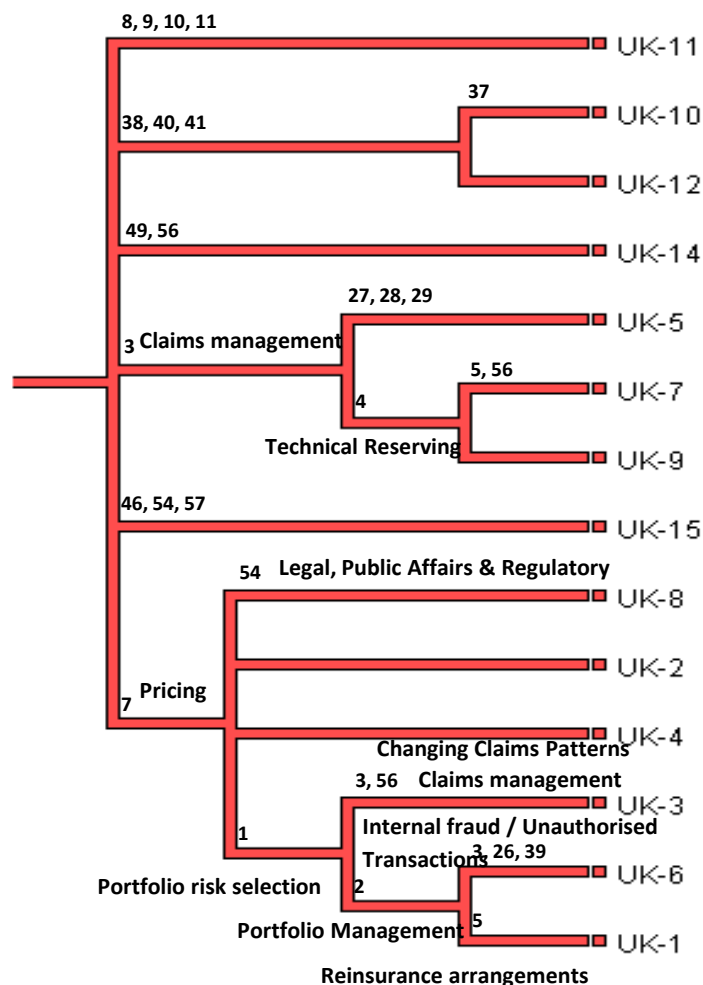 8, 9, 10, 11
UK-11
37
UK-10
38, 40, 41
UK-12
49, 56
UK-14
27, 28, 29
UK-5
3 Claims management
5, 56
UK-7
4
Technical Reserving
UK-9
46, 54, 57
UK-15
54 Legal, Public Affairs & Regulatory
UK-8
UK-2
7 Pricing
UK-4
Changing Claims Patterns
3, 56 Claims management
UK-3
Internal fraud / Unauthorised
Transactions
1
3, 26, 39
UK-6
Portfolio risk selection
2
Portfolio Management
5
UK-1
Reinsurance arrangements